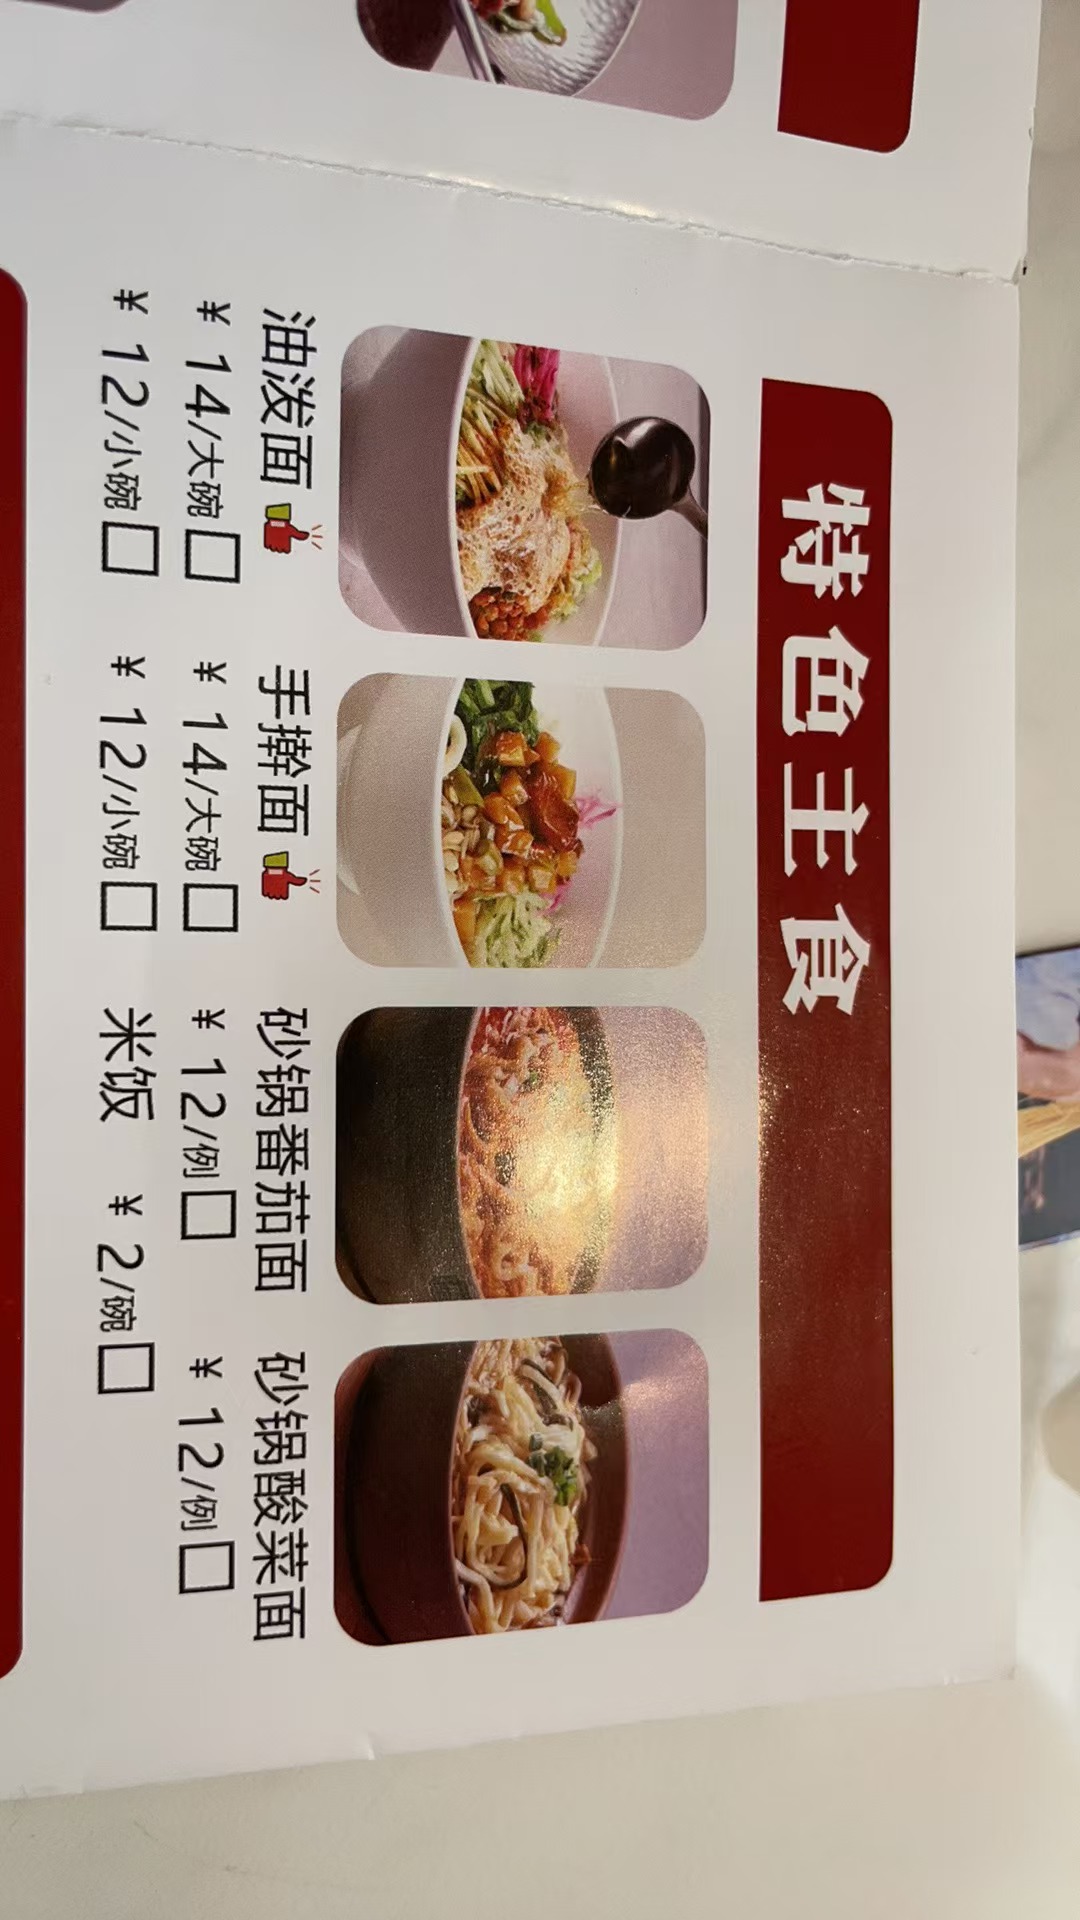 特色主食
油泼面
¥ 14/大碗□
¥ 12/小碗□
手擀面
¥ 14/大碗□
¥ 12/小碗□
砂锅番茄面
¥ 12/例□
米饭 ¥ 2/碗□
砂锅酸菜面
¥ 12/例□